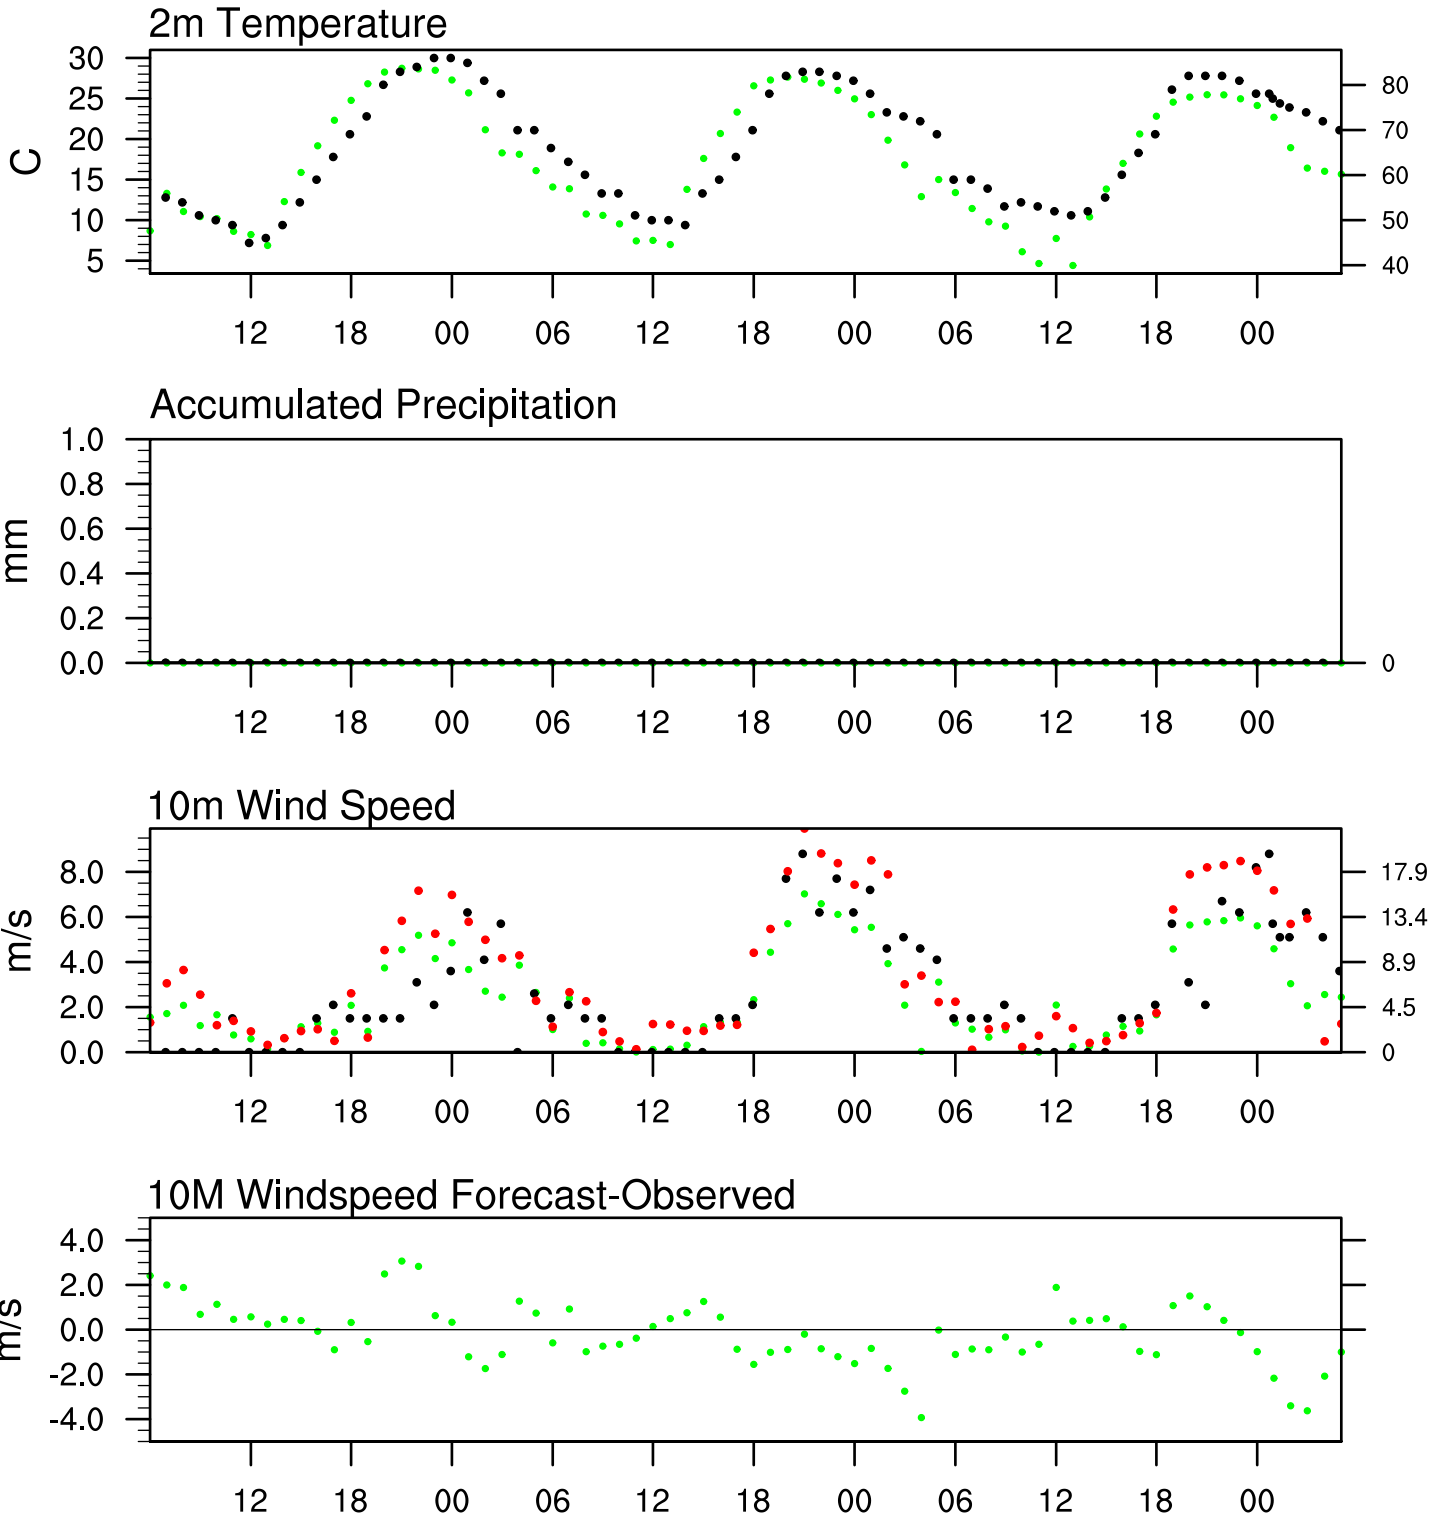 2m Temperature
30
25
20
15
10
5
C
80
70
60
50
40
12 18 00 06 12 18 00 06 12 18 00
Accumulated Precipitation
1.0
0.8
0.6
0.4
0.2
0.0
mm
0
12 18 00 06 12 18 00 06 12 18 00
10m Wind Speed
8.0
6.0
4.0
2.0
0.0
m/s
17.9
13.4
8.9
4.5
0
12 18 00 06 12 18 00 06 12 18 00
10M Windspeed Forecast-Observed
4.0
2.0
0.0
-2.0
-4.0
m/s
12 18 00 06 12 18 00 06 12 18 00